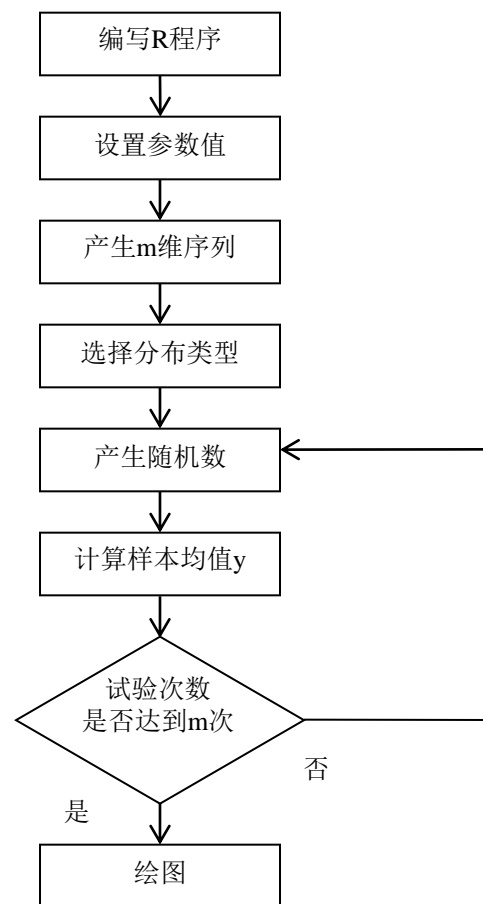 编写R程序
设置参数值
产生m维序列
选择分布类型
产生随机数
计算样本均值y
试验次数
是否达到m次
否
是
绘图